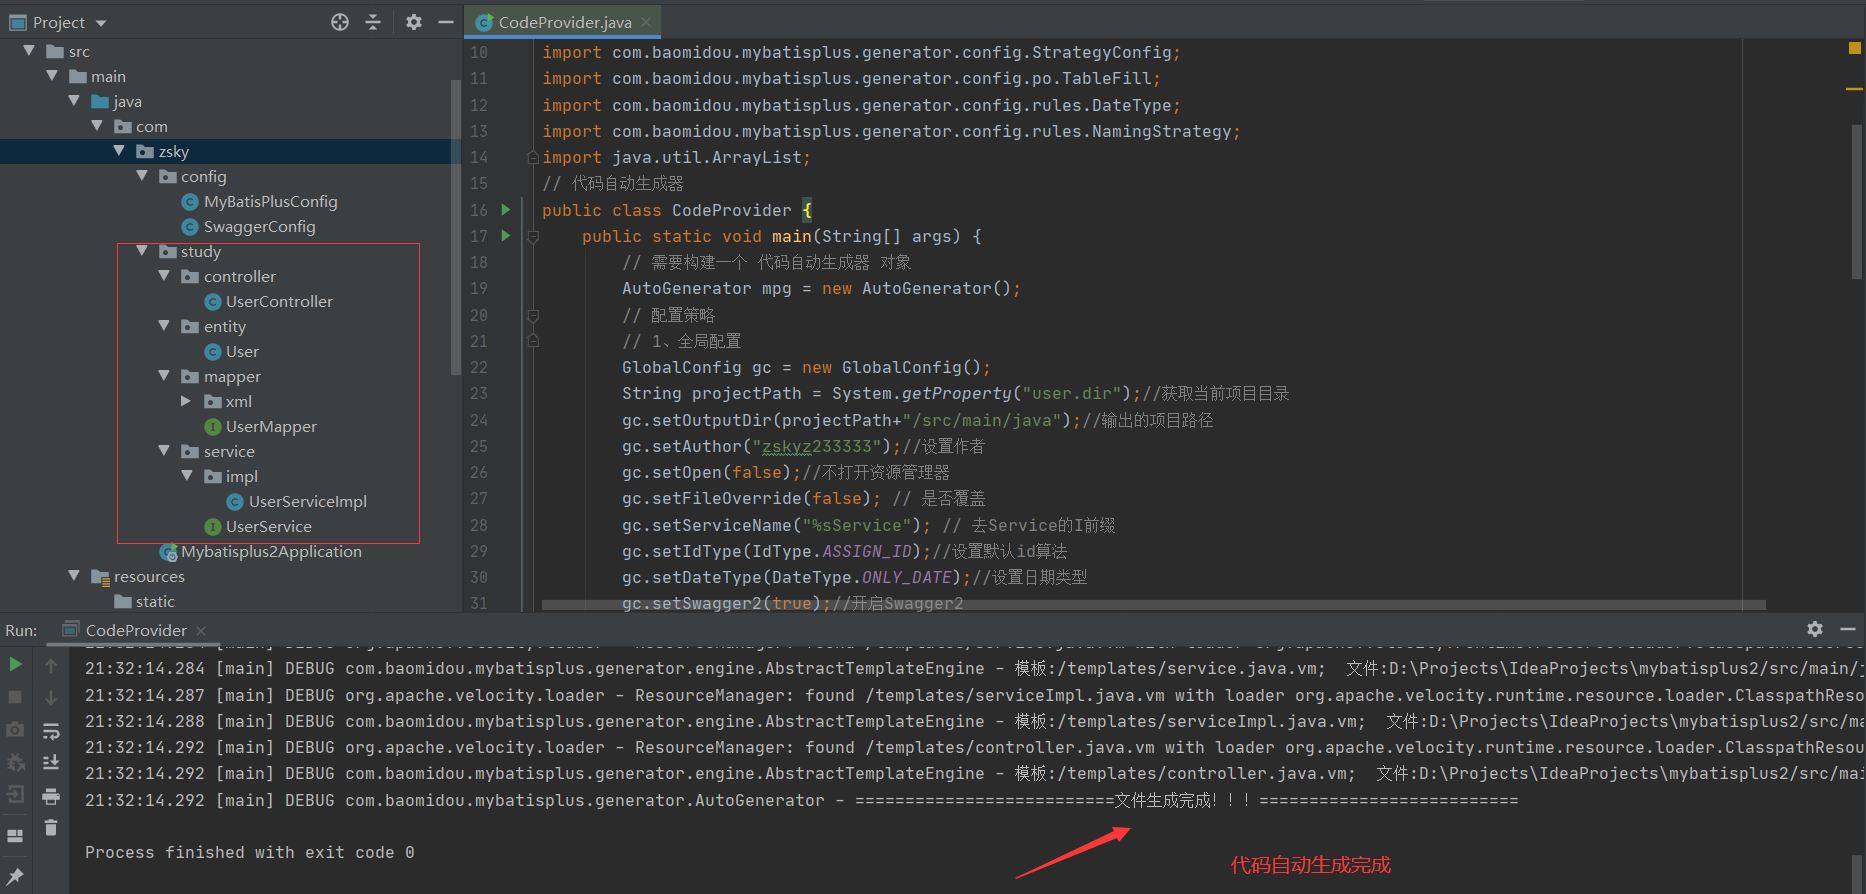 Project
CodeProvider.java
src
main
java
com
zsky
config
MyBatisPlusConfig
SwaggerConfig
study
controller
UserController
entity
User
mapper
xml
UserMapper
service
impl
UserServiceImpl
UserService
Mybatisplus2Application
resources
static
10 import com.baomidou.mybatisplus.generator.config.StrategyConfig;
11 import com.baomidou.mybatisplus.generator.config.po.TableFill;
12 import com.baomidou.mybatisplus.generator.config.rules.DateType;
13 import com.baomidou.mybatisplus.generator.config.rules.NamingStrategy;
14 import java.util.ArrayList;
15 // 代码自动生成器
16 public class CodeProvider {
17 public static void main(String[] args) {
18 // 需要构建一个 代码自动生成器 对象
19 AutoGenerator mpg = new AutoGenerator();
20 // 配置策略
21 // 1、全局配置
22 GlobalConfig gc = new GlobalConfig();
23 String projectPath = System.getProperty("user.dir");//获取当前项目目录
24 gc.setOutputDir(projectPath+"/src/main/java");//输出的项目路径
25 gc.setAuthor("zskyz233333");//设置作者
26 gc.setOpen(false);//不打开资源管理器
27 gc.setFileOverride(false); // 是否覆盖
28 gc.setServiceName("%sService"); // 去Service的I前缀
29 gc.setIdType(IdType.ASSIGN_ID);//设置默认id算法
30 gc.setDateType(DateType.ONLY_DATE);//设置日期类型
31 gc.setSwagger2(true);//开启Swagger2
Run: CodeProvider
21:32:14.284 [main] DEBUG com.baomidou.mybatisplus.generator.engine.AbstractTemplateEngine - 模板:/templates/service.java.vm; 文件:D:\Projects\IdeaProjects\mybatisplus2/src/main/j
21:32:14.287 [main] DEBUG org.apache.velocity.loader - ResourceManager: found /templates/serviceImpl.java.vm with loader org.apache.velocity.runtime.resource.loader.ClasspathReso
21:32:14.288 [main] DEBUG com.baomidou.mybatisplus.generator.engine.AbstractTemplateEngine - 模板:/templates/serviceImpl.java.vm; 文件:D:\Projects\IdeaProjects\mybatisplus2/src/ma
21:32:14.292 [main] DEBUG org.apache.velocity.loader - ResourceManager: found /templates/controller.java.vm with loader org.apache.velocity.runtime.resource.loader.ClasspathResou
21:32:14.292 [main] DEBUG com.baomidou.mybatisplus.generator.engine.AbstractTemplateEngine - 模板:/templates/controller.java.vm; 文件:D:\Projects\IdeaProjects\mybatisplus2/src/mai
21:32:14.292 [main] DEBUG com.baomidou.mybatisplus.generator.AutoGenerator - ==========================文件生成完成！！！==========================
Process finished with exit code 0
代码自动生成完成